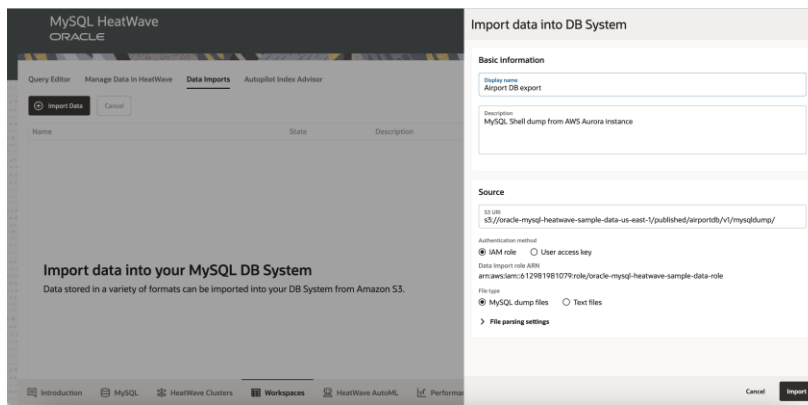 MySQL HeatWave
ORACLE
Query Editor Manage Data in HeatWave Data Imports Autopilot Index Advisor
Import Data Cancel
Name State Description
Import data into your MySQL DB System
Data stored in a variety of formats can be imported into your DB System from Amazon S3.
Introduction MySQL HeatWave Clusters Workspaces HeatWave AutoML Performan
Import data into DB System
Basic information
Display name
Airport DB export
Description
MySQL Shell dump from AWS Aurora instance
Source
S3 URI
s3://oracle-mysql-heatwave-sample-data-us-east-1/published/airportdb/v1/mysqldump/
Authentication method
IAM role User access key
Data Import role ARN
arn:aws:iam::612981981079:role/oracle-mysql-heatwave-sample-data-role
File type
MySQL dump files Text files
File parsing settings
Cancel Import